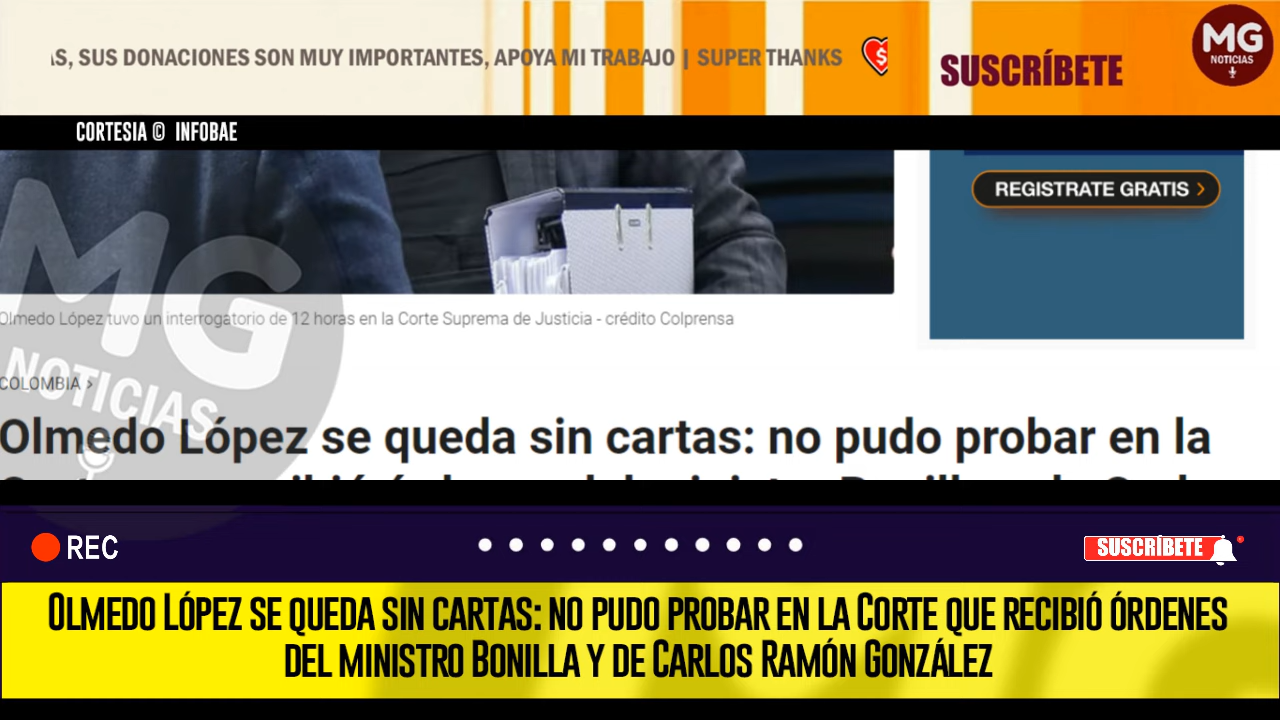 AS, SUS DONACIONES SON MUY IMPORTANTES, APOYA MI TRABAJO | SUPER THANKS
SUSCRÍBETE
MG
NOTICIAS
CORTESIA © INFOBAE
REGISTRATE GRATIS >
Olmedo López tuvo un interrogatorio de 12 horas en la Corte Suprema de Justicia - crédito Colprensa
MG
NOTICIAS
COLOMBIA >
Olmedo López se queda sin cartas: no pudo probar en la
REC
SUSCRÍBETE
OLMEDO LÓPEZ SE QUEDA SIN CARTAS: NO PUDO PROBAR EN LA CORTE QUE RECIBIÓ ÓRDENES
DEL MINISTRO BONILLA Y DE CARLOS RAMÓN GONZÁLEZ